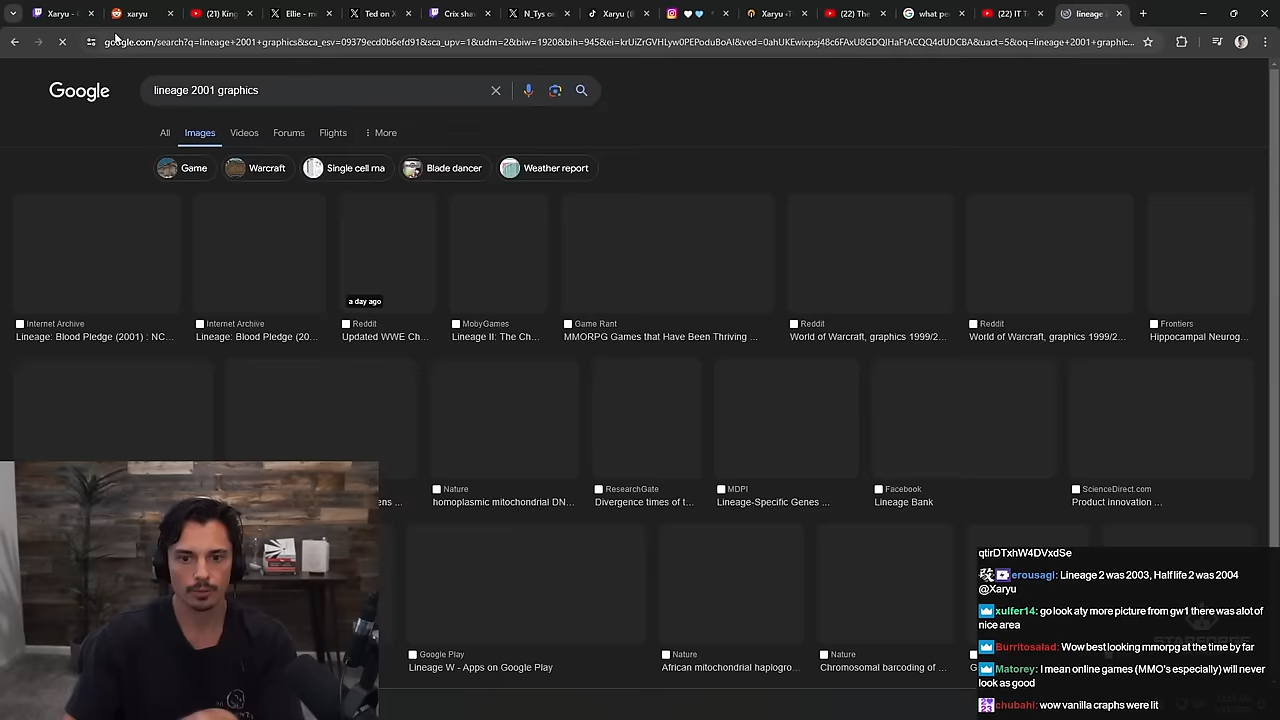 Xaryu -
xaryu
(21) King
Ellie - mi
Ted on X
Crix sha
N_Tys on
Xaryu (@
Xaryu
(22) The
what pe
(22) IT T
lineage
google.com/search?q=lineage+2001+graphics&sca_esv=09379ecd0b6efd91&sca_upv=1&udm=2&biw=1920&bih=945&ei=krUiZrGVHLyw0PEPoduBoAI&ved=0ahUKEwixpsj48c6FAxU8GDQIHaFtACQQ4dUDCBA&uact=5&oq=lineage+2001+graphic...
Google
lineage 2001 graphics
All Images Videos Forums Flights More
Game Warcraft Single cell rna Blade dancer Weather report
a day ago
Internet Archive
Lineage: Blood Pledge (2001) : NC...
Internet Archive
Lineage: Blood Pledge (20...
Reddit
Updated WWE Ch...
MobyGames
Lineage II: The Ch...
Game Rant
MMORPG Games that Have Been Thriving ...
Reddit
World of Warcraft, graphics 1999/2...
Reddit
World of Warcraft, graphics 1999/2...
Frontiers
Hippocampal Neurog...
ens ...
Nature
homoplasmic mitochondrial DN...
ResearchGate
Divergence times of t...
MDPI
Lineage-Specific Genes ...
Facebook
Lineage Bank
ScienceDirect.com
Product innovation ...
Google Play
Lineage W - Apps on Google Play
Nature
African mitochondrial haplogro...
Nature
Chromosomal barcoding of ...
qtirDTxhW4DVxdSe
erousagi: Lineage 2 was 2003, Half life 2 was 2004
@Xaryu
xulfer14: go look aty more picture from gw1 there was alot of
nice area
Burritosalad: Wow best looking mmorpg at the time by far
Matorey: I mean online games (MMO's especially) will never
look as good
chubahi: wow vanilla craphs were lit